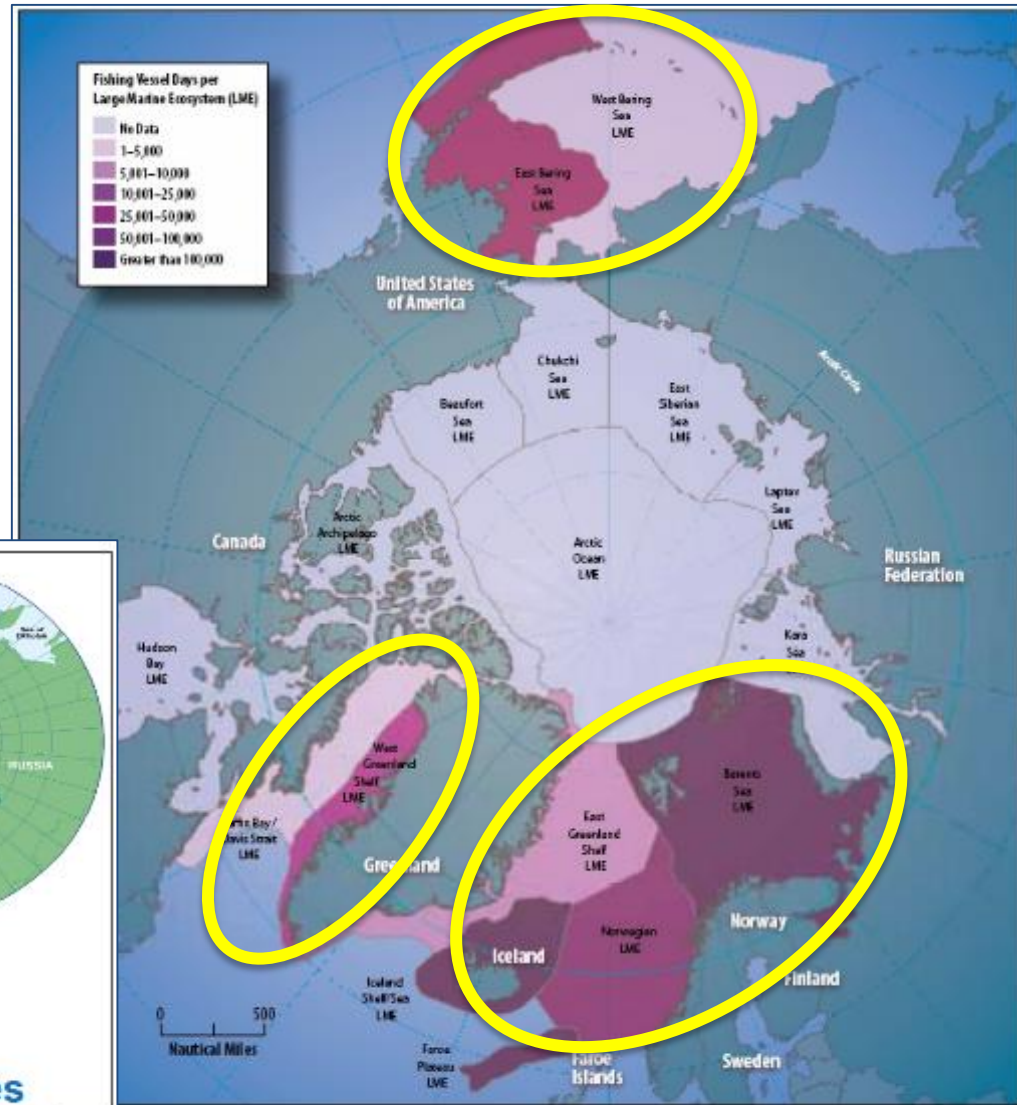 Fishing Vessel Days per
Large Marine Ecosystem (LME)
No Data
1–5,000
5,001–10,000
10,001–25,000
25,001–50,000
50,001–100,000
Greater than 100,000
West Bering
Sea
LME
East Bering
Sea
LME
United States
of America
Chukchi
Sea
LME
Beaufort
Sea
LME
East
Siberian
Sea
LME
Arctic Circle
Laptev
Sea
LME
Arctic
Archipelago
LME
Canada
Arctic
Ocean
LME
Russian
Federation
Hudson
Bay
LME
Kara
Sea
RUSSIA
West
Greenland
Shelf
LME
Barents
Sea
LME
East
Greenland
Shelf
LME
Bay /
Davis Strait
LME
Greenland
Norway
Norwegian
LME
Iceland
Finland
Iceland
Shelf/Sea
LME
0 500
Nautical Miles
Faroe
Plateau
LME
Faroe
Islands
Sweden
es